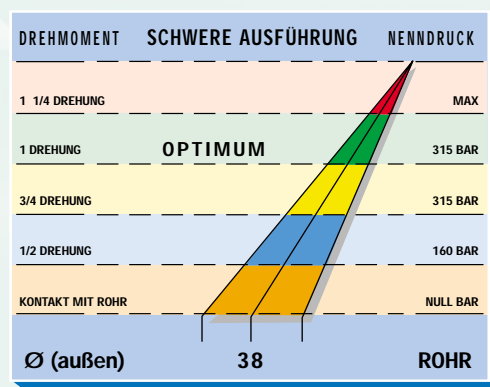 DREHMOMENT SCHWERE AUSFÜHRUNG NENNDRUCK
1 1/4 DREHUNG MAX
1 DREHUNG OPTIMUM 315 BAR
3/4 DREHUNG 315 BAR
1/2 DREHUNG 160 BAR
KONTAKT MIT ROHR NULL BAR
Ø (außen) 38 ROHR